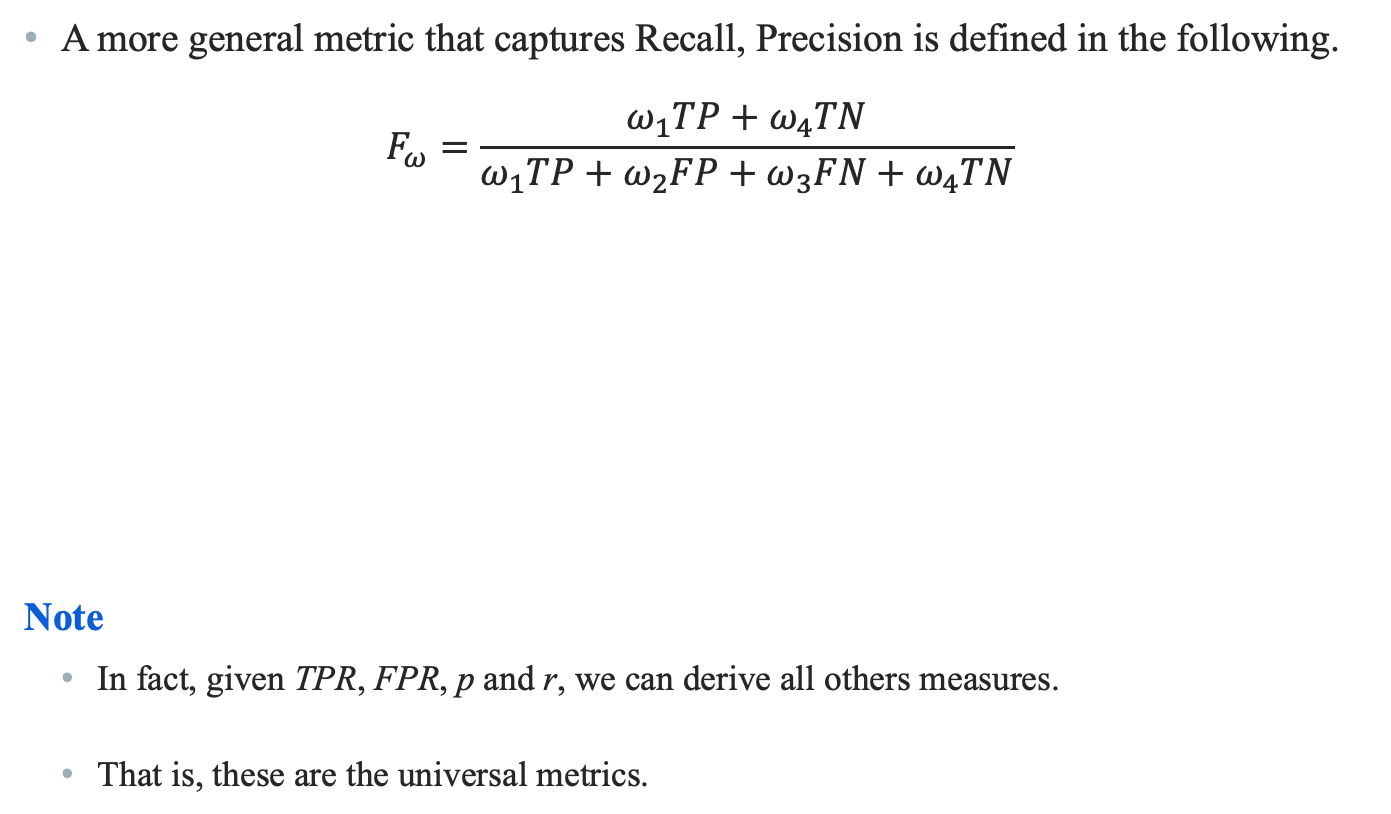 • A more general metric that captures Recall, Precision is defined in the following.
F_ω = (ω₁TP + ω₄TN) / (ω₁TP + ω₂FP + ω₃FN + ω₄TN)
Note
• In fact, given TPR, FPR, p and r, we can derive all others measures.
• That is, these are the universal metrics.